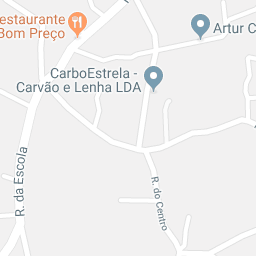 estaurante
Bom Preço
Artur C
CarboEstrela -
Carvão e Lenha LDA
R. da Escola
R. do Centro